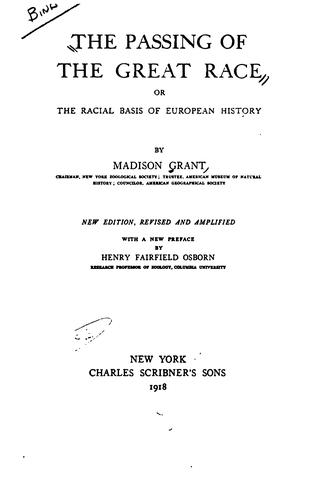 THE PASSING OF
THE GREAT RACE
OR
THE RACIAL BASIS OF EUROPEAN HISTORY
BY
MADISON GRANT
CHAIRMAN, NEW YORK ZOOLOGICAL SOCIETY; TRUSTEE, AMERICAN MUSEUM OF NATURAL
HISTORY; COUNCILOR, AMERICAN GEOGRAPHICAL SOCIETY
NEW EDITION, REVISED AND AMPLIFIED
WITH A NEW PREFACE
BY
HENRY FAIRFIELD OSBORN
RESEARCH PROFESSOR OF ZOOLOGY, COLUMBIA UNIVERSITY
NEW YORK
CHARLES SCRIBNER'S SONS
1918